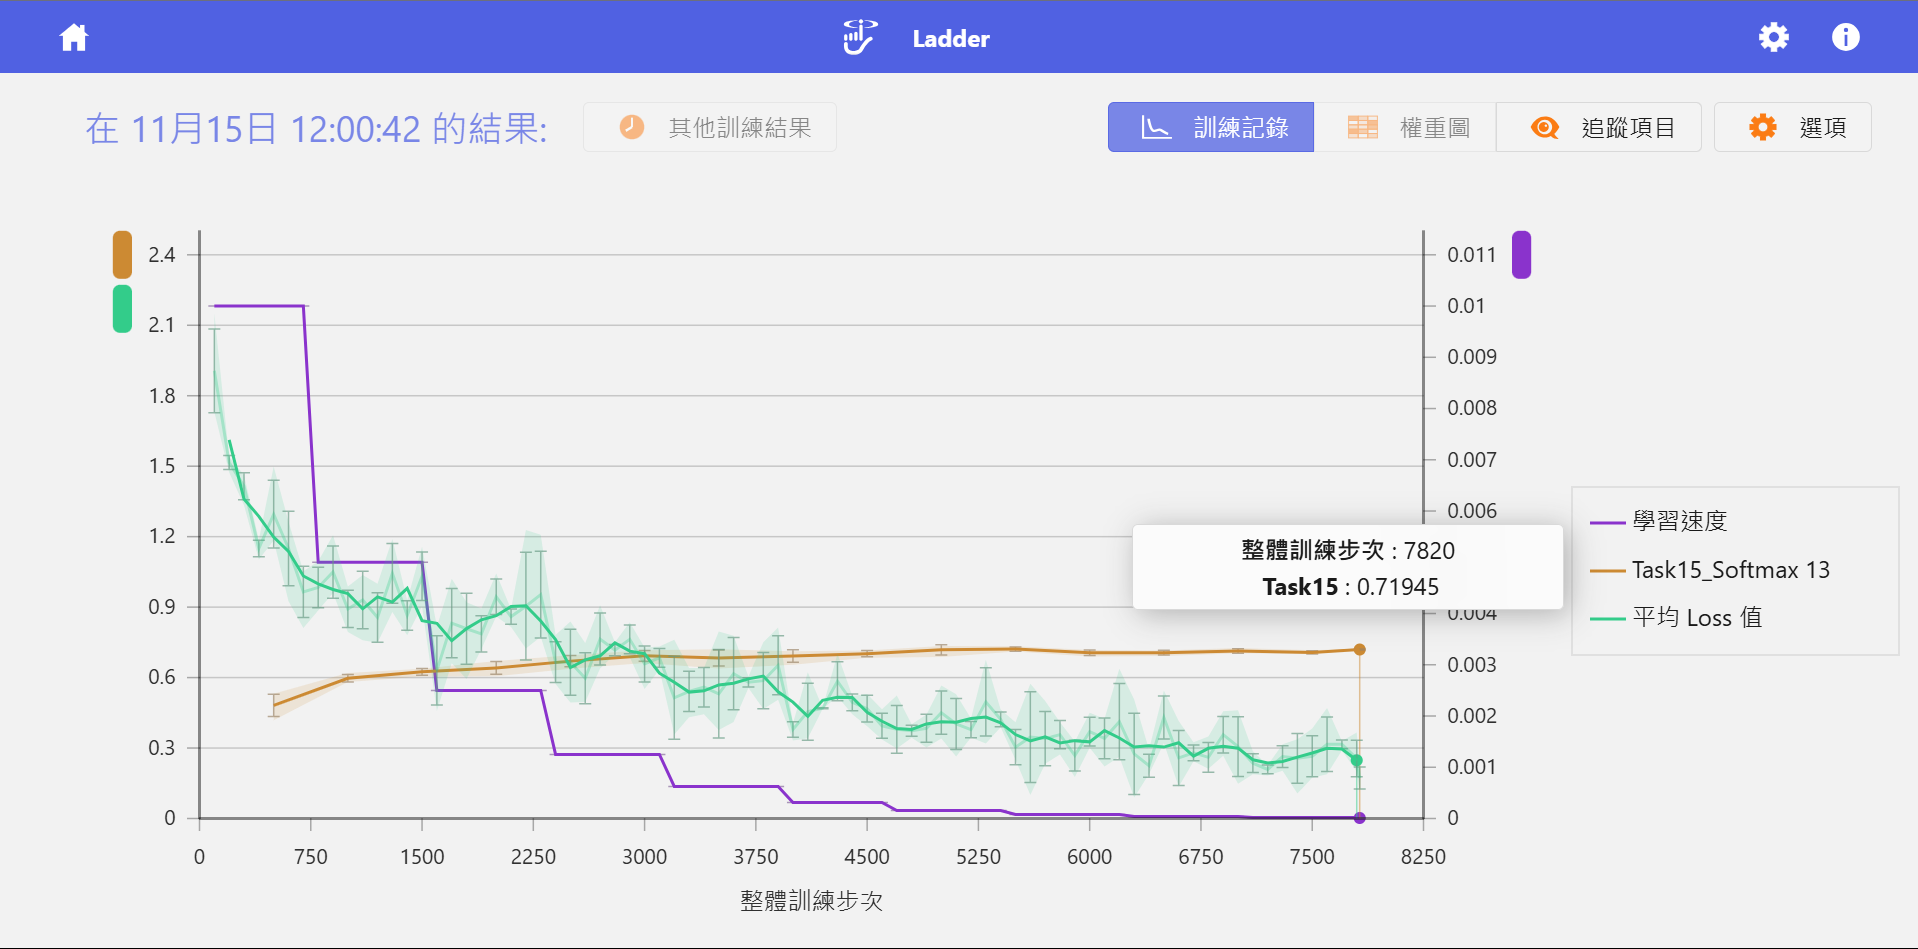 Ladder
在 11月15日 12:00:42 的結果:
其他訓練結果
訓練記錄
權重圖
追蹤項目
選項
2.4
2.1
1.8
1.5
1.2
0.9
0.6
0.3
0
0.011
0.01
0.009
0.008
0.007
0.006
0.004
0.003
0.002
0.001
0
整體訓練步次 : 7820
Task15 : 0.71945
學習速度
Task15_Softmax 13
平均 Loss 值
0 750 1500 2250 3000 3750 4500 5250 6000 6750 7500 8250
整體訓練步次